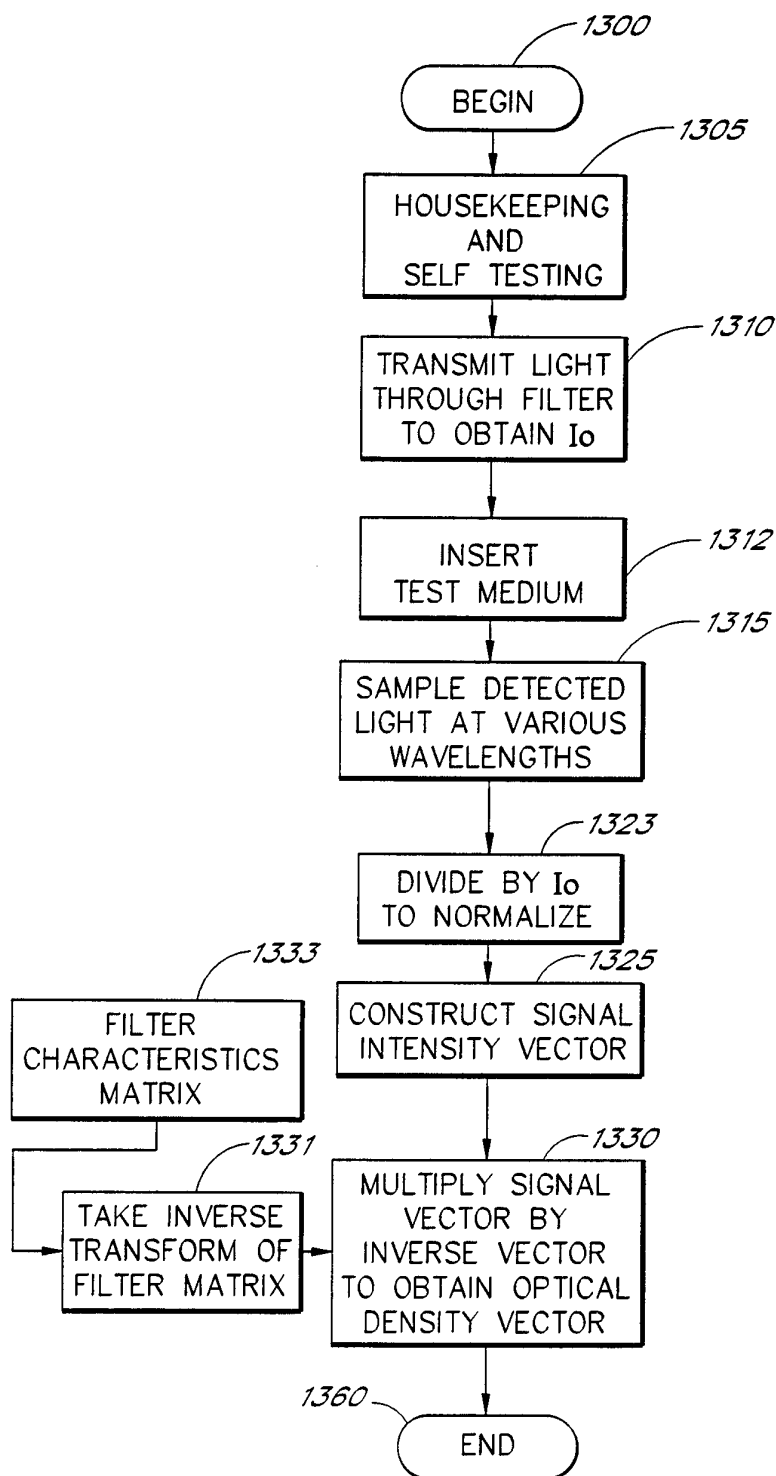 1300
BEGIN
1305
HOUSEKEEPING
AND
SELF TESTING
1310
TRANSMIT LIGHT
THROUGH FILTER
TO OBTAIN Io
1312
INSERT
TEST MEDIUM
1315
SAMPLE DETECTED
LIGHT AT VARIOUS
WAVELENGTHS
1323
DIVIDE BY Io
TO NORMALIZE
1325
CONSTRUCT SIGNAL
INTENSITY VECTOR
1333
FILTER
CHARACTERISTICS
MATRIX
1331
TAKE INVERSE
TRANSFORM OF
FILTER MATRIX
1330
MULTIPLY SIGNAL
VECTOR BY
INVERSE VECTOR
TO OBTAIN OPTICAL
DENSITY VECTOR
1360
END